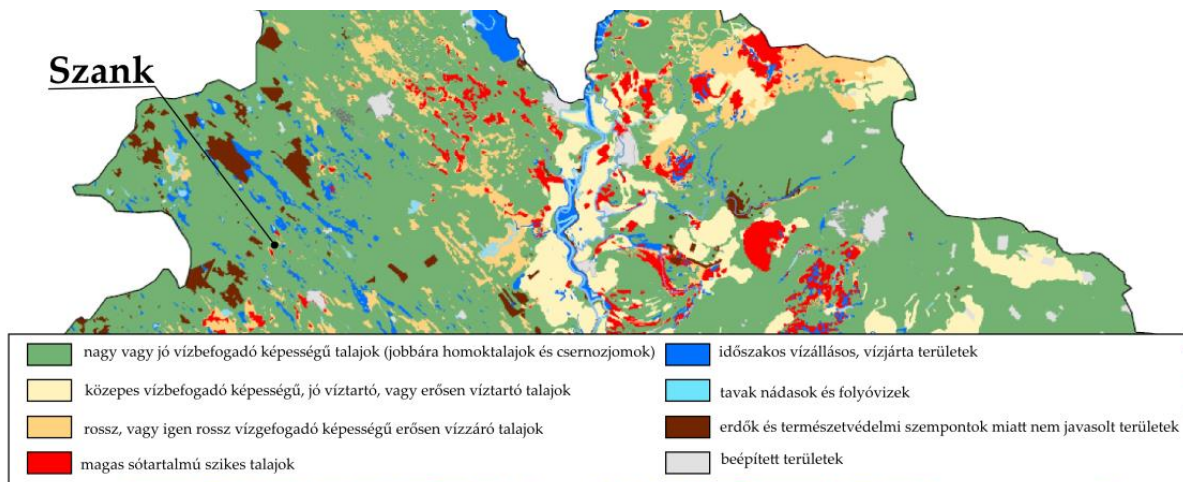 Szank
nagy vagy jó vízbefogadó képességű talajok (jobbára homoktalajok és csernozjomok)
közepes vízbefogadó képességű, jó víztartó, vagy erősen víztartó talajok
rossz, vagy igen rossz vízgefogadó képességű erősen vízzáró talajok
magas sótartalmú szikes talajok
időszakos vízállásos, vízjárta területek
tavak nádasok és folyóvizek
erdők és természetvédelmi szempontok miatt nem javasolt területek
beépített területek